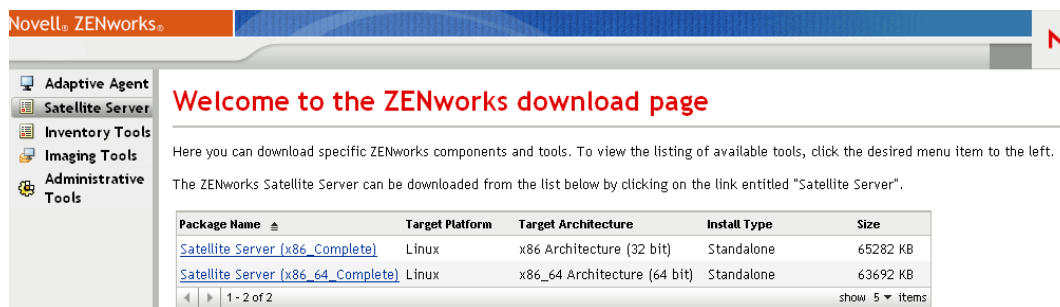 Novell® ZENworks®
N
Adaptive Agent
Satellite Server
Inventory Tools
Imaging Tools
Administrative
Tools
Welcome to the ZENworks download page
Here you can download specific ZENworks components and tools. To view the listing of available tools, click the desired menu item to the left.
The ZENworks Satellite Server can be downloaded from the list below by clicking on the link entitled "Satellite Server".
Package Name Target Platform Target Architecture Install Type Size
Satellite Server (x86_Complete) Linux x86 Architecture (32 bit) Standalone 65282 KB
Satellite Server (x86_64_Complete) Linux x86_64 Architecture (64 bit) Standalone 63692 KB
1 - 2 of 2 show 5 items